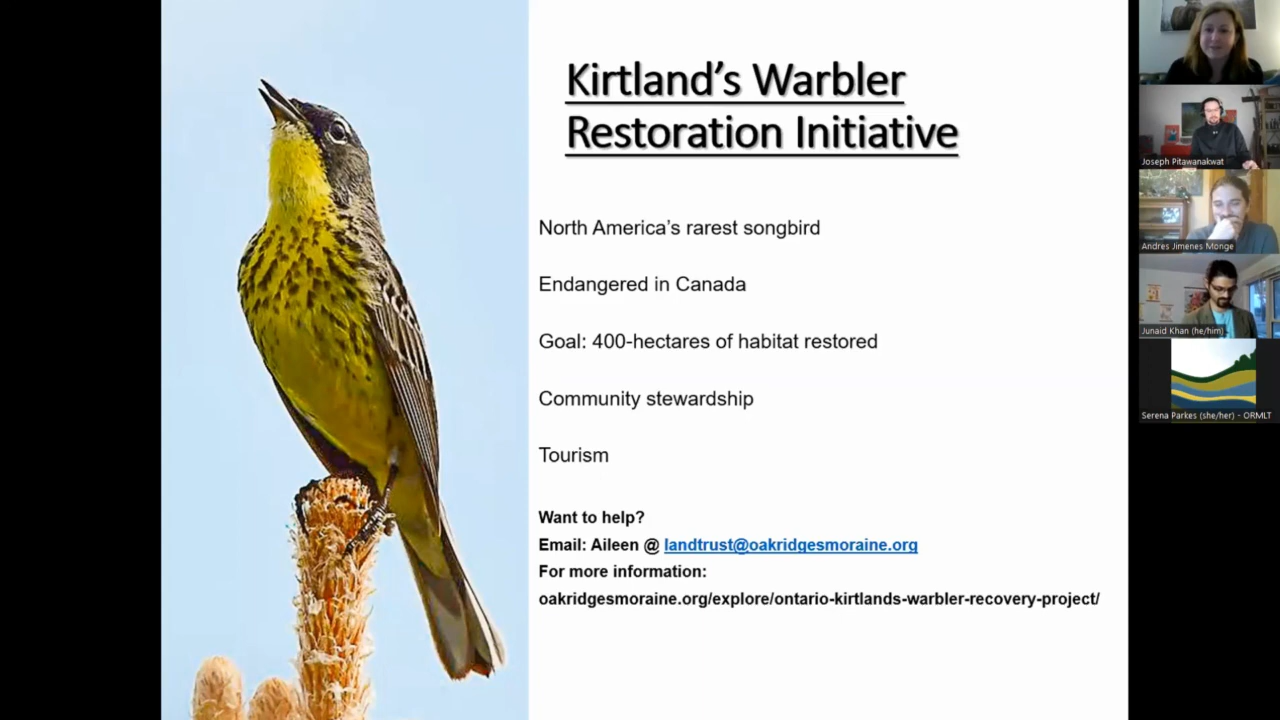 Kirtland’s Warbler
Restoration Initiative
North America’s rarest songbird
Endangered in Canada
Goal: 400-hectares of habitat restored
Community stewardship
Tourism
Want to help?
Email: Aileen @ landtrust@oakridgesmoraine.org
For more information:
oakridgesmoraine.org/explore/ontario-kirtlands-warbler-recovery-project/
Joseph Pitawanakwat
Andres Jimenes Monge
Junaid Khan (he/him)
Serena Parkes (she/her) - ORMLT